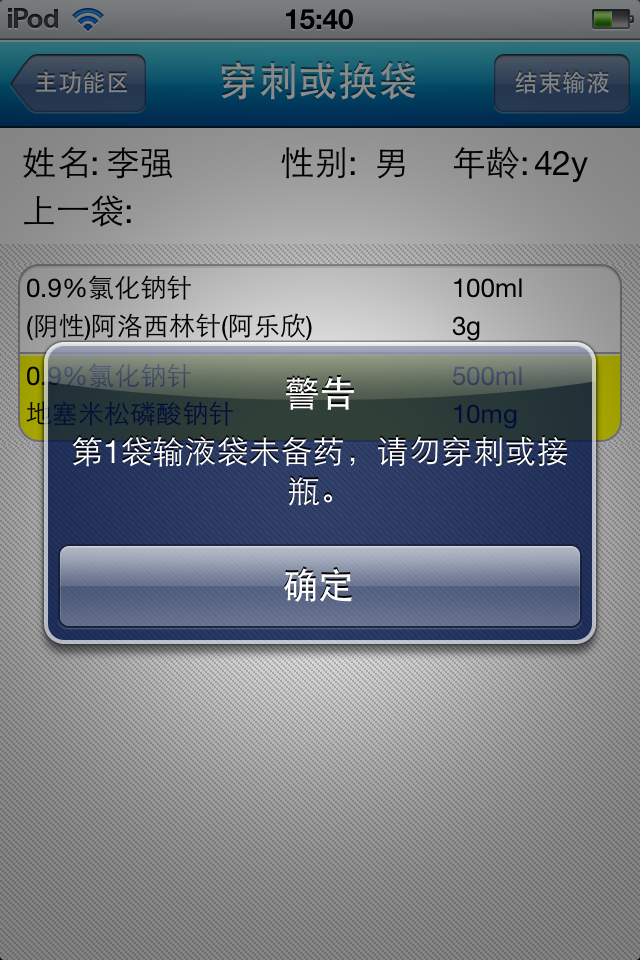 iPod 15:40
主功能区 穿刺或换袋 结束输液
姓名: 李强 性别: 男 年龄: 42y
上一袋:
0.9%氯化钠针 100ml
(阴性)阿洛西林针(阿乐欣) 3g
0.9%氯化钠针 500ml
地塞米松磷酸钠针 10mg
警告
第1袋输液袋未备药，请勿穿刺或接
瓶。
确定